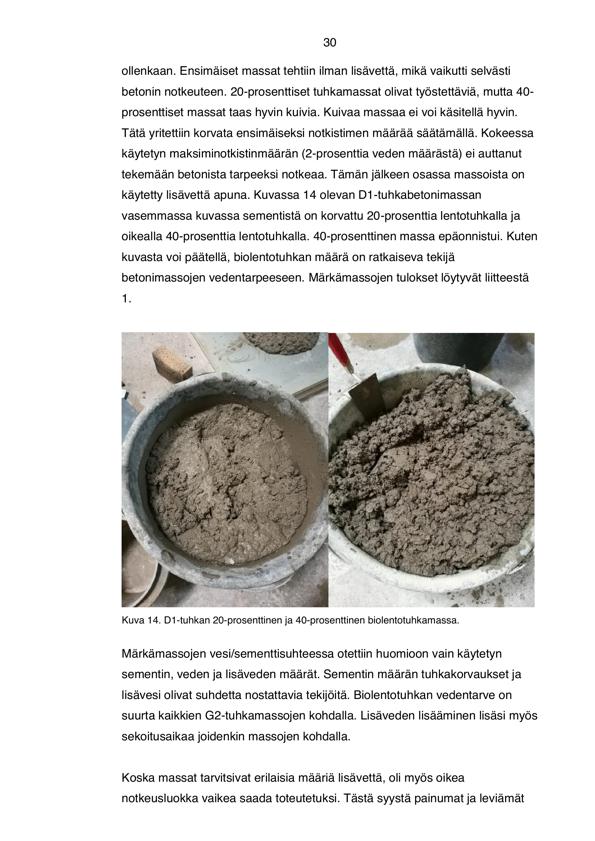 30
ollenkaan. Ensimäiset massat tehtiin ilman lisävettä, mikä vaikutti selvästi
betonin notkeuteen. 20-prosenttiset tuhkamassat olivat työstettäviä, mutta 40-
prosenttiset massat taas hyvin kuivia. Kuivaa massaa ei voi käsitellä hyvin.
Tätä yritettiin korvata ensimäiseksi notkistimen määrää säätämällä. Kokeessa
käytetyn maksiminotkistinmäärän (2-prosenttia veden määrästä) ei auttanut
tekemään betonista tarpeeksi notkeaa. Tämän jälkeen osassa massoista on
käytetty lisävettä apuna. Kuvassa 14 olevan D1-tuhkabetonimassan
vasemmassa kuvassa sementistä on korvattu 20-prosenttia lentotuhkalla ja
oikealla 40-prosenttia lentotuhkalla. 40-prosenttinen massa epäonnistui. Kuten
kuvasta voi päätellä, biolentotuhkan määrä on ratkaiseva tekijä
betonimassojen vedentarpeeseen. Märkämassojen tulokset löytyvät liitteestä
1.
Kuva 14. D1-tuhkan 20-prosenttinen ja 40-prosenttinen biolentotuhkamassa.
Märkämassojen vesi/sementtisuhteessa otettiin huomioon vain käytetyn
sementin, veden ja lisäveden määrät. Sementin määrän tuhkakorvaukset ja
lisävesi olivat suhdetta nostattavia tekijöitä. Biolentotuhkan vedentarve on
suurta kaikkien G2-tuhkamassojen kohdalla. Lisäveden lisääminen lisäsi myös
sekoitusaikaa joidenkin massojen kohdalla.
Koska massat tarvitsivat erilaisia määriä lisävettä, oli myös oikea
notkeusluokka vaikea saada toteutetuksi. Tästä syystä painumat ja leviämät